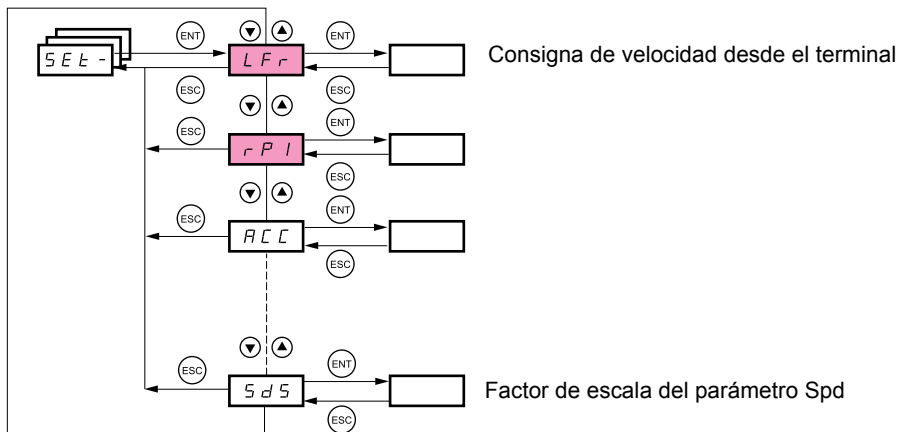 ENT
ENT
SEt-
LFr
Consigna de velocidad desde el terminal
ESC
ESC
ESC
ENT
rPI
ESC
ESC
ENT
ACC
ESC
ESC
ENT
SdS
Factor de escala del parámetro Spd
ESC